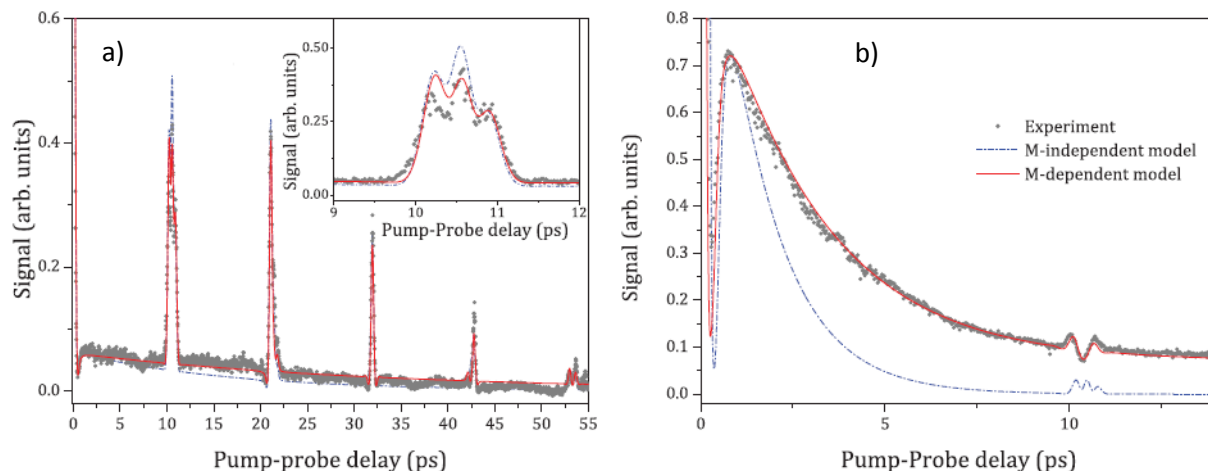 a)
0.6
0.4
0.2
0.0
Signal (arb. units)
0 5 10 15 20 25 30 35 40 45 50 55
Pump-probe delay (ps)
0.50
0.25
0.00
Signal (arb. units)
9 10 11 12
Pump-Probe delay (ps)
b)
0.8
0.7
0.6
0.5
0.4
0.3
0.2
0.1
0.0
Signal (arb. units)
0 5 10
Pump-Probe delay (ps)
Experiment
M-independent model
M-dependent model